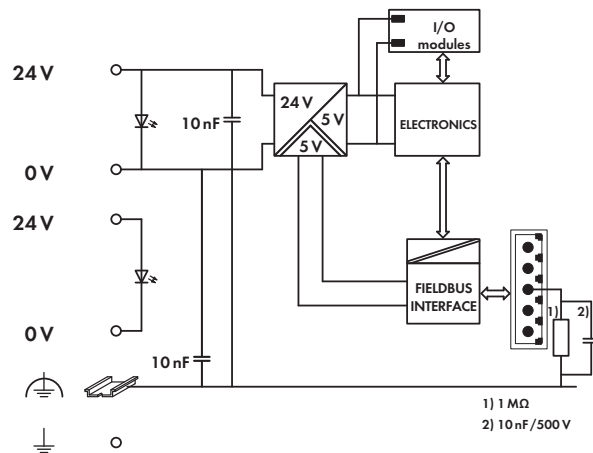 I/O
modules
24 V
24 V
5 V
5 V
10 nF
ELECTRONICS
0 V
24 V
FIELDBUS
INTERFACE
1)
2)
0 V
10 nF
1) 1 MΩ
2) 10 nF/500 V